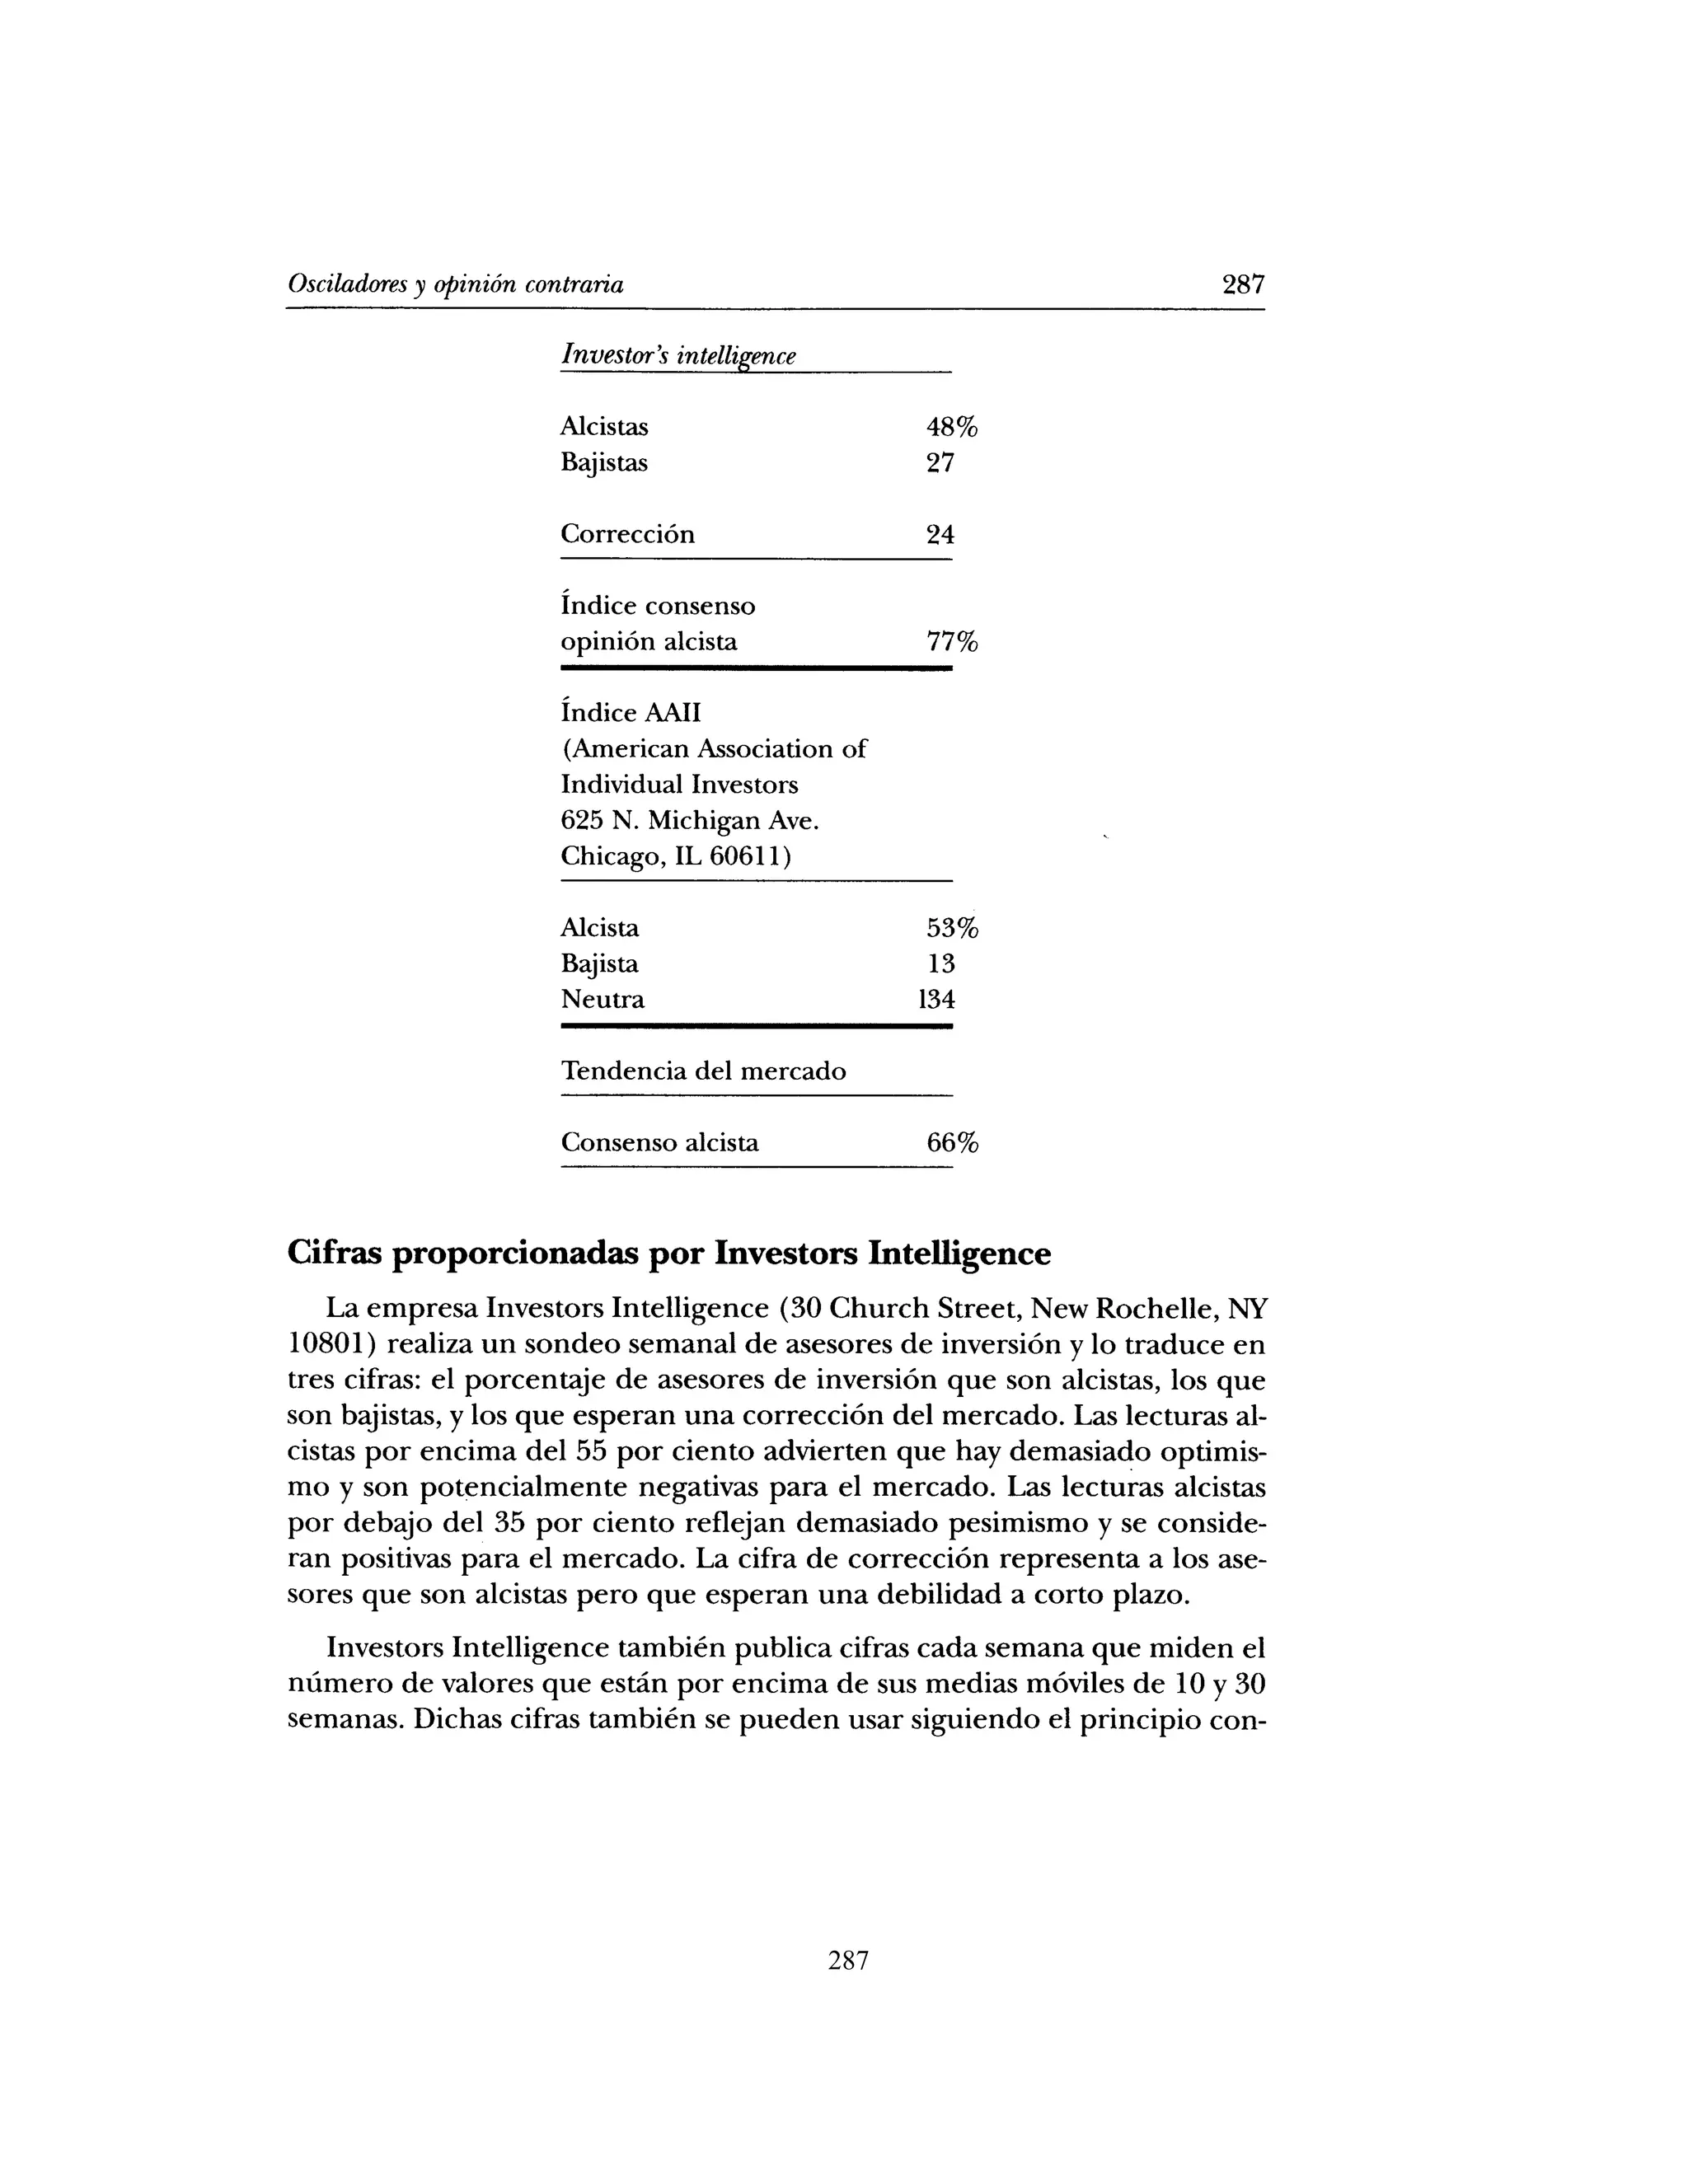 Osciladores y opinión contraria 287
Investor's intelligence
Alcistas 48%
Bajistas 27
Corrección 24
Índice consenso
opinión alcista 77%
Índice AAII
(American Association of
Individual Investors
625 N. Michigan Ave.
Chicago, IL 60611)
Alcista 53%
Bajista 13
Neutra 134
Tendencia del mercado
Consenso alcista 66%
Cifras proporcionadas por Investors Intelligence
La empresa Investors Intelligence (30 Church Street, New Rochelle, NY
10801) realiza un sondeo semanal de asesores de inversión y lo traduce en
tres cifras: el porcentaje de asesores de inversión que son alcistas, los que
son bajistas, y los que esperan una corrección del mercado. Las lecturas al-
cistas por encima del 55 por ciento advierten que hay demasiado optimis-
mo y son potencialmente negativas para el mercado. Las lecturas alcistas
por debajo del 35 por ciento reflejan demasiado pesimismo y se conside-
ran positivas para el mercado. La cifra de corrección representa a los ase-
sores que son alcistas pero que esperan una debilidad a corto plazo.
Investors Intelligence también publica cifras cada semana que miden el
número de valores que están por encima de sus medias móviles de 10 y 30
semanas. Dichas cifras también se pueden usar siguiendo el principio con-
287